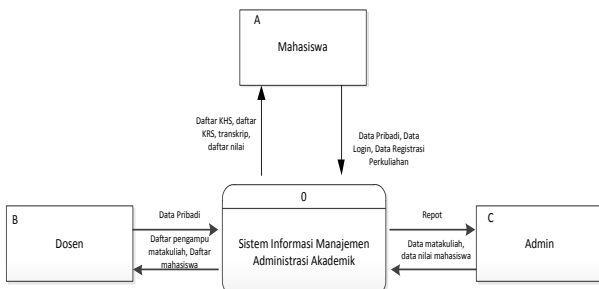 A
Mahasiswa
Daftar KHS, daftar
KRS, transkrip,
daftar nilai
Data Pribadi, Data
Login, Data Registrasi
Perkuliahan
B
Dosen
Data Pribadi
Daftar pengampu
matakuliah, Daftar
mahasiswa
0
Sistem Informasi Manajemen
Administrasi Akademik
Repot
Data matakuliah,
data nilai mahasiswa
C
Admin